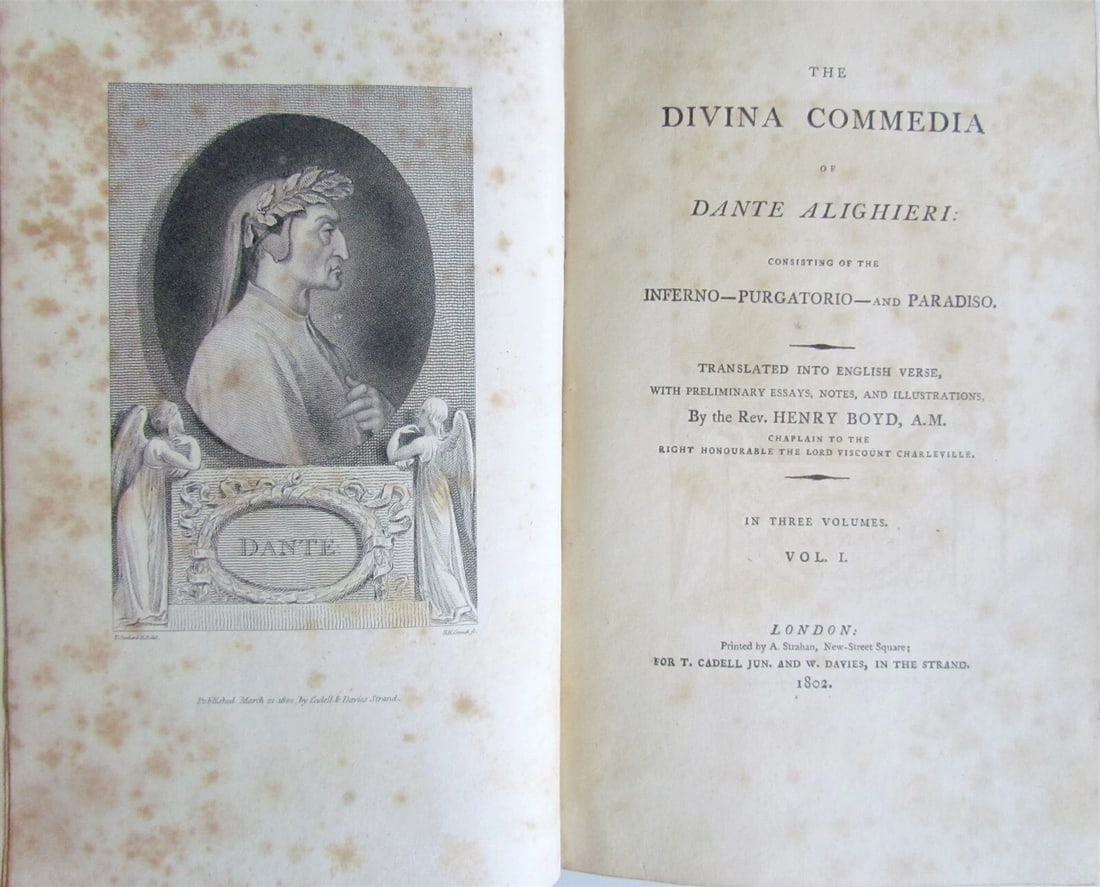 DANTE
Published March 21 1802, by Cadell & Davies Strand.
THE
DIVINA COMMEDIA
OF
DANTE ALIGHIERI:
CONSISTING OF THE
INFERNO—PURGATORIO—AND PARADISO.
TRANSLATED INTO ENGLISH VERSE,
WITH PRELIMINARY ESSAYS, NOTES, AND ILLUSTRATIONS,
By the Rev. HENRY BOYD, A.M.
CHAPLAIN TO THE
RIGHT HONOURABLE THE LORD VISCOUNT CHARLEVILLE.
IN THREE VOLUMES.
VOL. I.
LONDON:
Printed by A. Strahan, New-Street Square;
FOR T. CADELL JUN. AND W. DAVIES, IN THE STRAND.
1802.